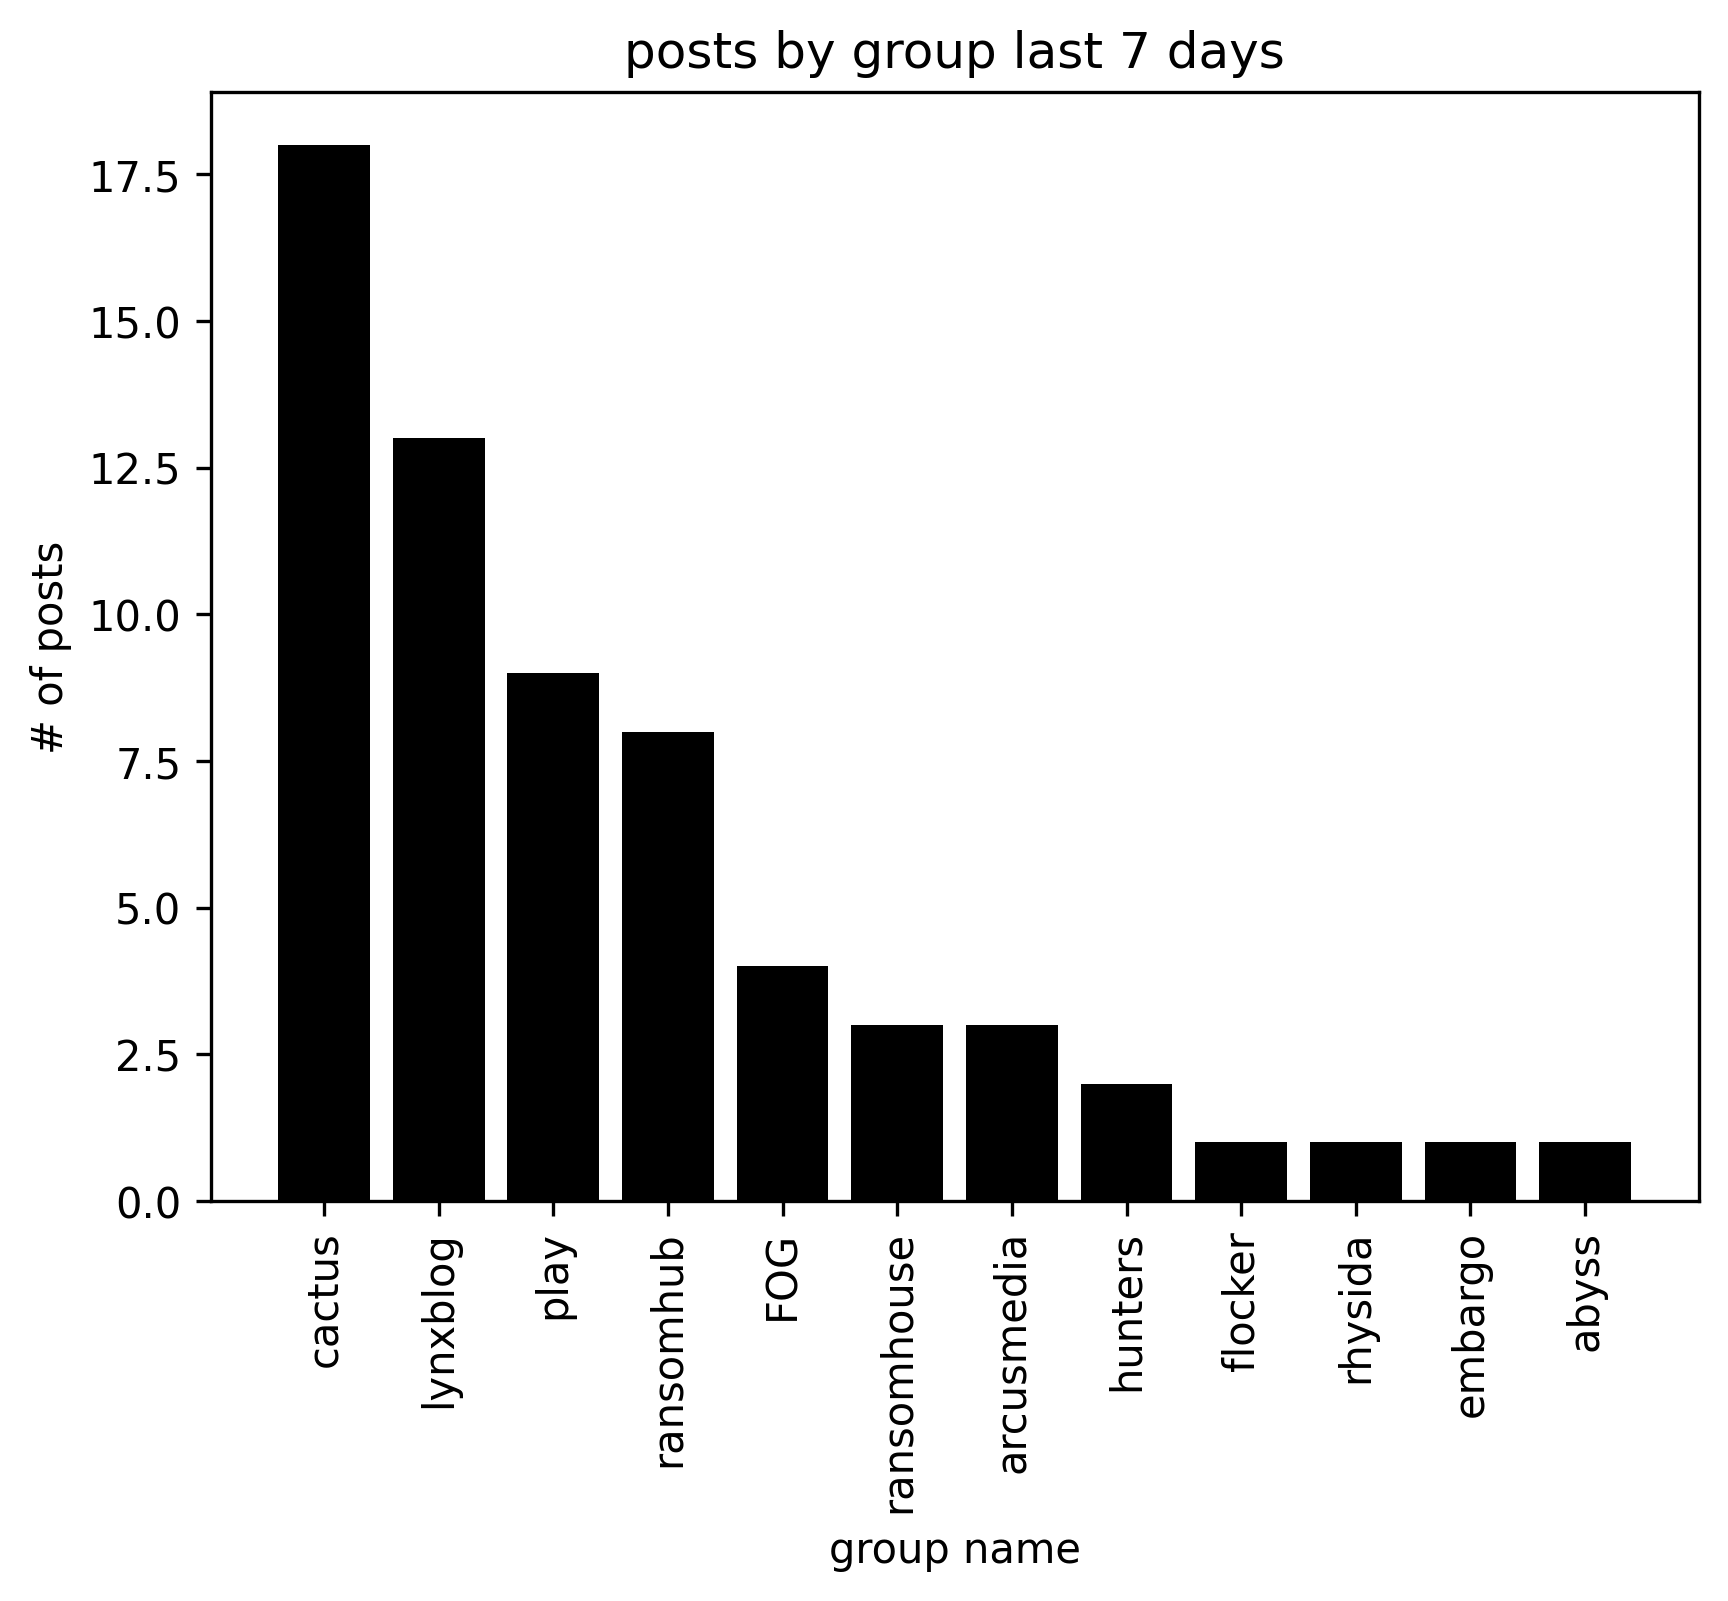 posts by group last 7 days
# of posts
17.5
15.0
12.5
10.0
7.5
5.0
2.5
0.0
cactus
lynxblog
play
ransomhub
FOG
ransomhouse
arcusmedia
hunters
flocker
rhysida
embargo
abyss
group name